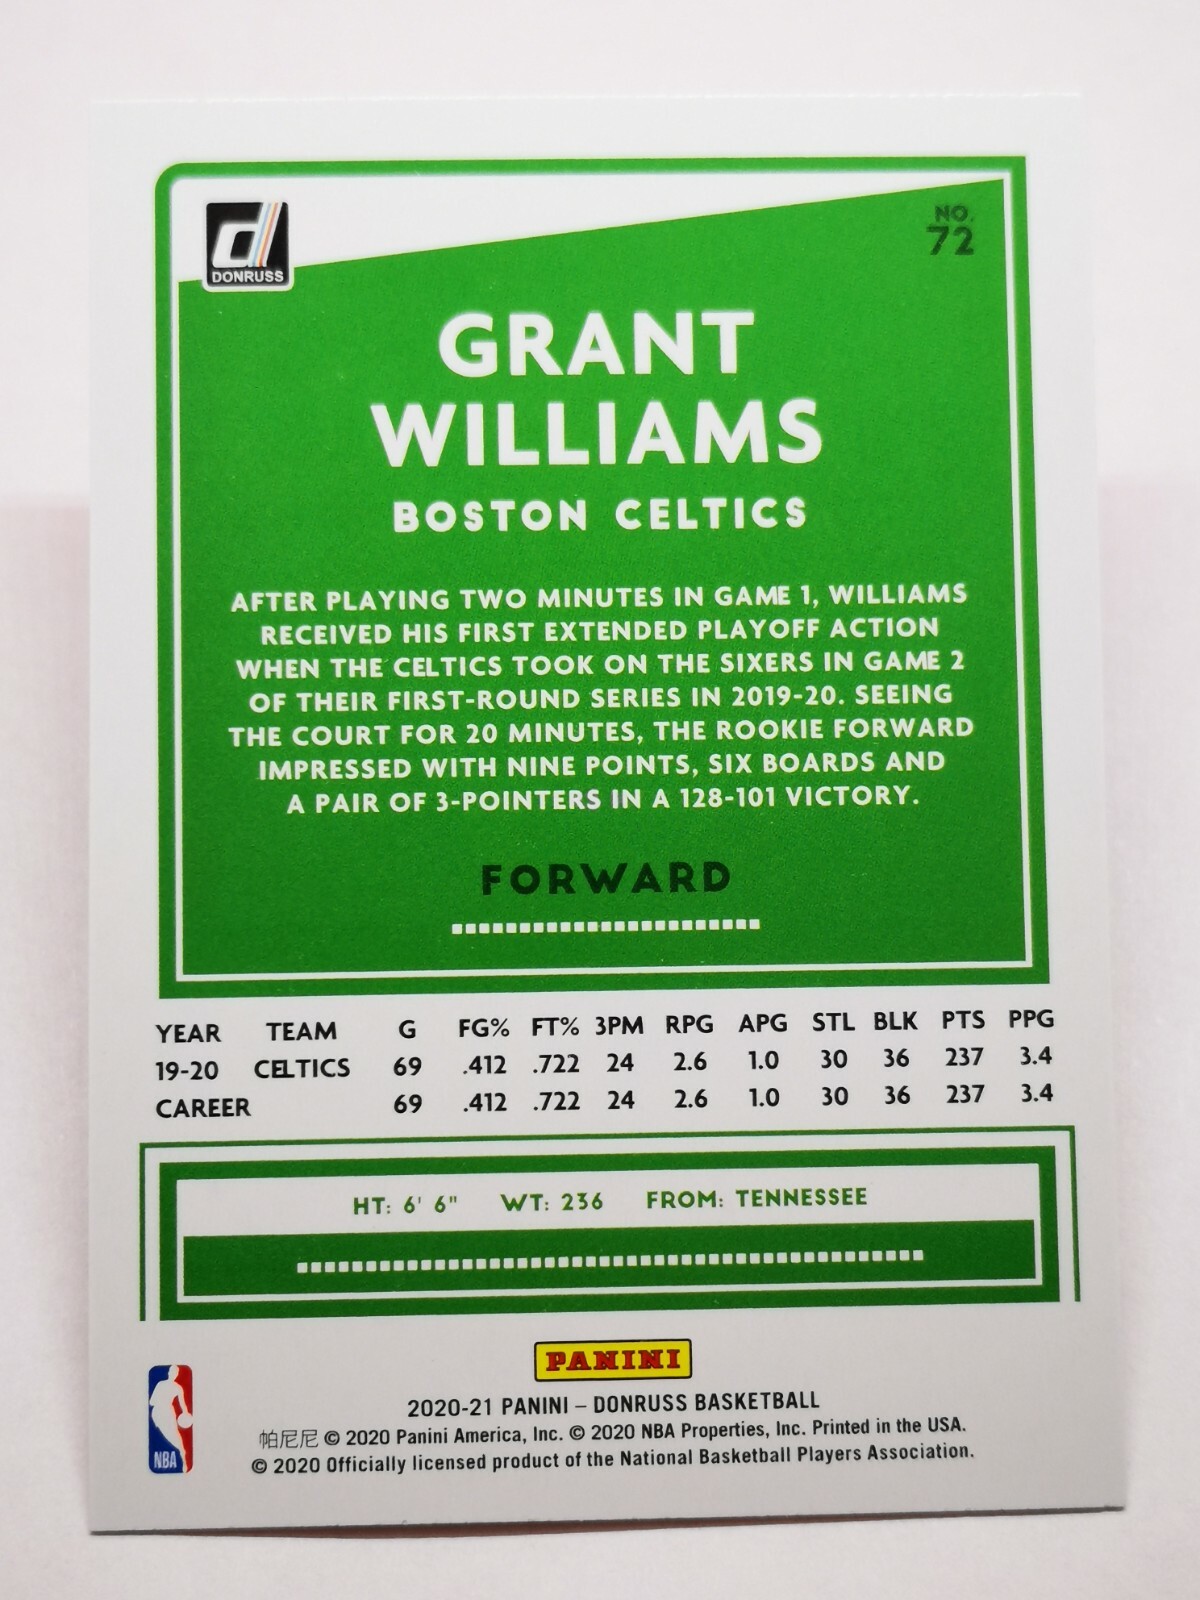 DONRUSS
NO.
72
GRANT
WILLIAMS
BOSTON CELTICS
AFTER PLAYING TWO MINUTES IN GAME 1, WILLIAMS
RECEIVED HIS FIRST EXTENDED PLAYOFF ACTION
WHEN THE CELTICS TOOK ON THE SIXERS IN GAME 2
OF THEIR FIRST-ROUND SERIES IN 2019-20. SEEING
THE COURT FOR 20 MINUTES, THE ROOKIE FORWARD
IMPRESSED WITH NINE POINTS, SIX BOARDS AND
A PAIR OF 3-POINTERS IN A 128-101 VICTORY.
FORWARD
YEAR TEAM G FG% FT% 3PM RPG APG STL BLK PTS PPG
19-20 CELTICS 69 .412 .722 24 2.6 1.0 30 36 237 3.4
CAREER 69 .412 .722 24 2.6 1.0 30 36 237 3.4
HT: 6' 6" WT: 236 FROM: TENNESSEE
PANINI
2020-21 PANINI – DONRUSS BASKETBALL
帕尼尼 © 2020 Panini America, Inc. © 2020 NBA Properties, Inc. Printed in the USA.
© 2020 Officially licensed product of the National Basketball Players Association.
NBA